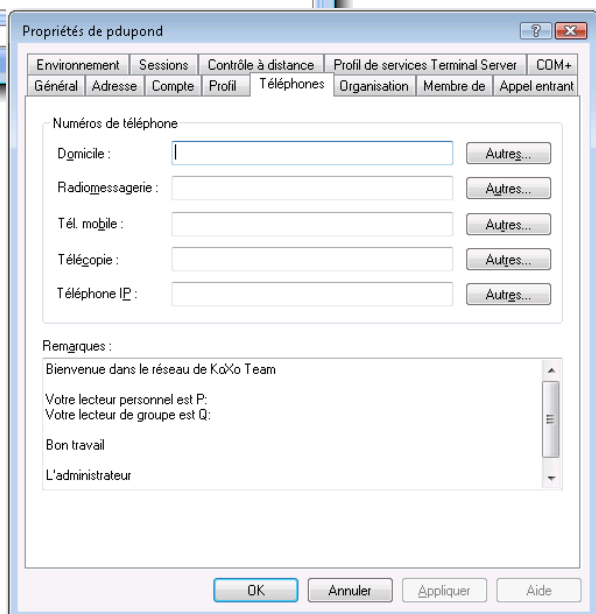 Propriétés de pdupond
Environnement Sessions Contrôle à distance Profil de services Terminal Server COM+
Général Adresse Compte Profil Téléphones Organisation Membre de Appel entrant
Numéros de téléphone
Domicile : Autres...
Radiomessagerie : Autres...
Tél. mobile : Autres...
Télécopie : Autres...
Téléphone IP : Autres...
Remarques :
Bienvenue dans le réseau de KoXo Team
Votre lecteur personnel est P:
Votre lecteur de groupe est Q:
Bon travail
L'administrateur
OK Annuler Appliquer Aide